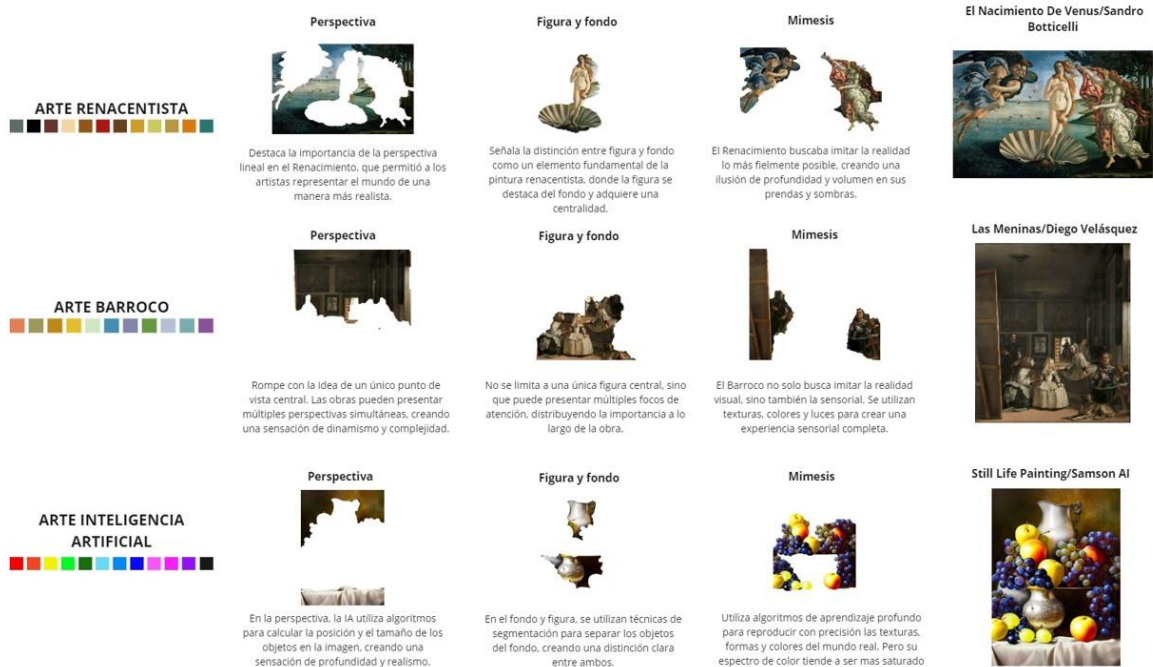 Perspectiva
Figura y fondo
Mimesis
El Nacimiento De Venus/Sandro
Botticelli
ARTE RENACENTISTA
Destaca la importancia de la perspectiva
lineal en el Renacimiento, que permitió a los
artistas representar el mundo de una
manera más realista.
Señala la distinción entre figura y fondo
como un elemento fundamental de la
pintura renacentista, donde la figura se
destaca del fondo y adquiere una
centralidad.
El Renacimiento buscaba imitar la realidad
lo más fielmente posible, creando una
ilusión de profundidad y volumen en sus
prendas y sombras.
Perspectiva
Figura y fondo
Mimesis
Las Meninas/Diego Velásquez
ARTE BARROCO
Rompe con la idea de un único punto de
vista central. Las obras pueden presentar
múltiples perspectivas simultáneas, creando
una sensación de dinamismo y complejidad.
No se limita a una única figura central, sino
que puede presentar múltiples focos de
atención, distribuyendo la importancia a lo
largo de la obra.
El Barroco no solo busca imitar la realidad
visual, sino también la sensorial. Se utilizan
texturas, colores y luces para crear una
experiencia sensorial completa.
Perspectiva
Figura y fondo
Mimesis
Still Life Painting/Samson AI
ARTE INTELIGENCIA
ARTIFICIAL
En la perspectiva, la IA utiliza algoritmos
para calcular la posición y el tamaño de los
objetos en la imagen, creando una
sensación de profundidad y realismo.
En el fondo y figura, se utilizan técnicas de
segmentación para separar los objetos
del fondo, creando una distinción clara
entre ambos.
Utiliza algoritmos de aprendizaje profundo
para reproducir con precisión las texturas,
formas y colores del mundo real. Pero su
espectro de color tiende a ser mas saturado